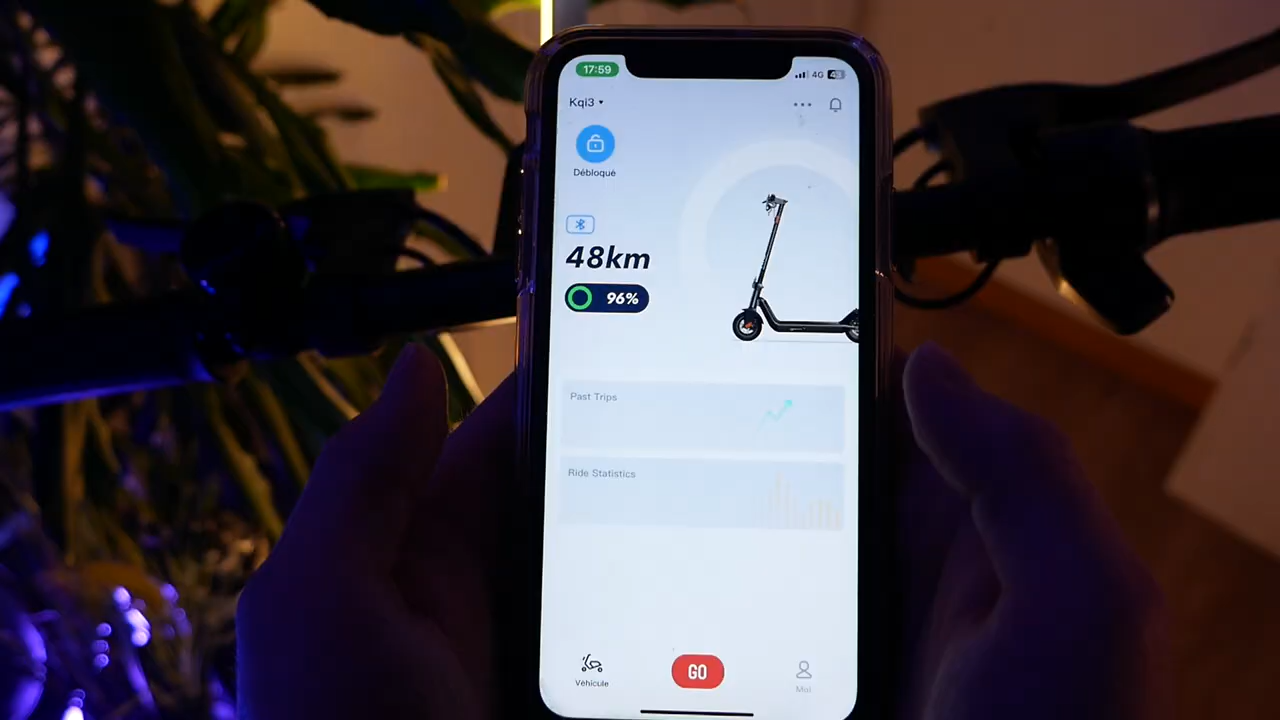 17:59
4G
Kqi3
Débloqué
48km
96%
Past Trips
Ride Statistics
GO
Véhicule
Moi